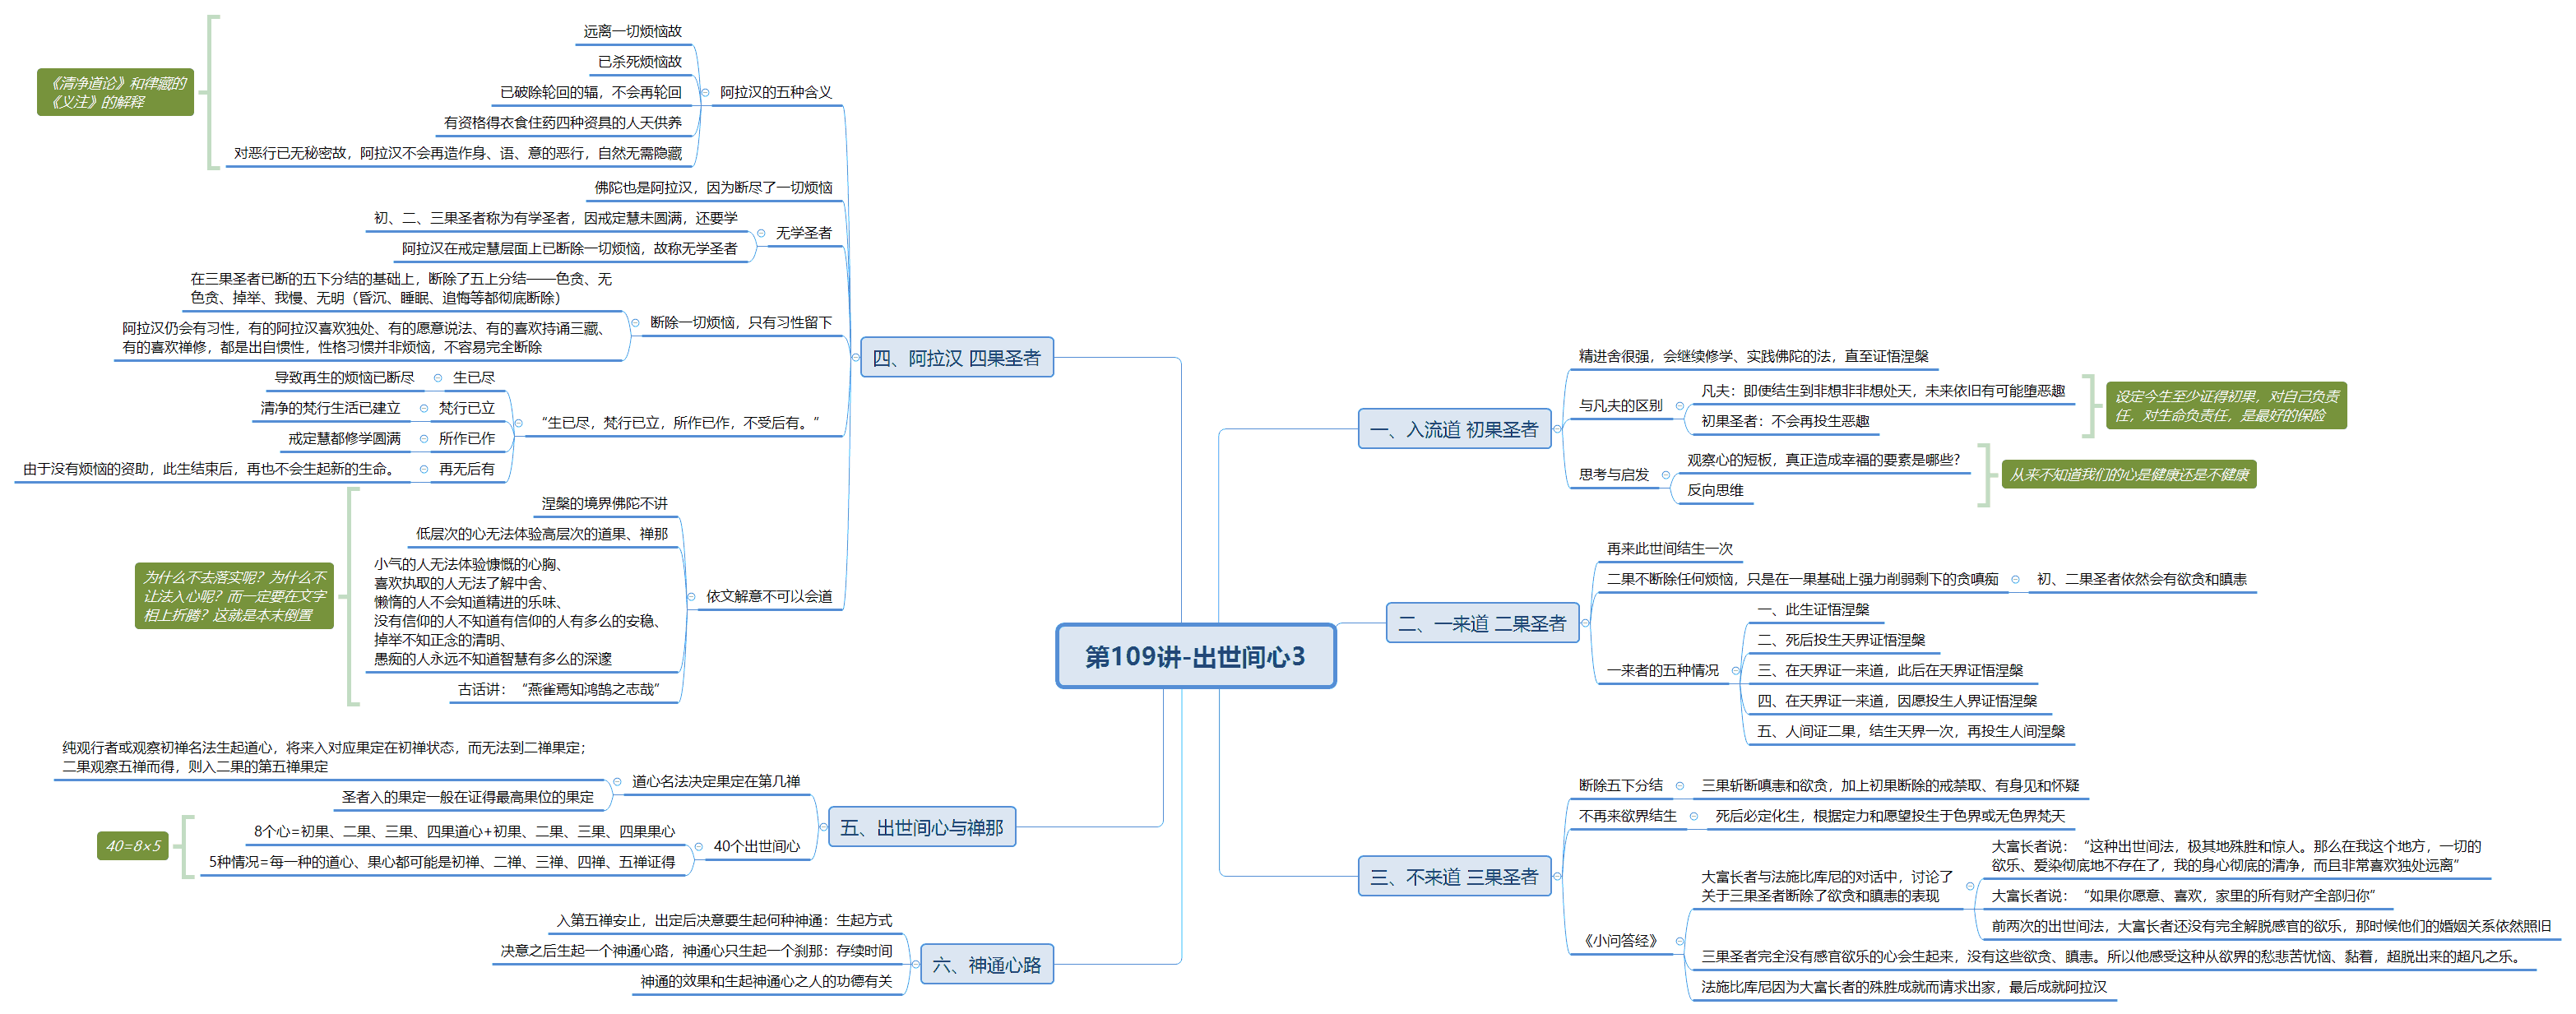 第109讲-出世间心3
一、入流道 初果圣者
精进舍很强，会继续修学、实践佛陀的法，直至证悟涅槃
与凡夫的区别
凡夫：即使结生到非想非非想处天，未来依旧有可能堕恶趣
初果圣者：不会再投生恶趣
设定今生至少证得初果，对自己负责
任，对生命负责任，是最好的保险
思考与启发
观察心的短板，真正造成幸福的要素是哪些？
反向思维
从来不知道我们的心是健康还是不健康
二、一来道 二果圣者
再来此世间结生一次
二果不断除任何烦恼，只是在一果基础上强力削弱剩下的贪嗔痴
初、二果圣者依然会有欲贪和瞋恚
一来者的五种情况
一、此生证悟涅槃
二、死后投生天界证悟涅槃
三、在天界证一来道，此后在天界证悟涅槃
四、在天界证一来道，因愿投生人界证悟涅槃
五、人间证二果，结生天界一次，再投生人间涅槃
三、不来道 三果圣者
断除五下分结
三果斩断嗔恚和欲贪，加上初果断除的戒禁取、有身见和怀疑
不再来欲界结生
死后必定化生，根据定力和愿望投生于色界或无色界梵天
《小问答经》
大富长者与法施比库尼的对话中，讨论了
关于三果圣者断除了欲贪和瞋恚的表现
大富长者说：“这种出世间法，极其地殊胜和惊人。那么在我这个地方，一切的
欲乐、爱染彻底地不存在了，我的身心彻底的清净，而且非常喜欢独处远离”
大富长者说：“如果你愿意、喜欢，家里的所有财产全部归你”
前两次的出世间法，大富长者还没有完全解脱感官的欲乐，那时候他们的婚姻关系依然照旧
三果圣者完全没有感官欲乐的心会生起来，没有这些欲贪、瞋恚。所以他感受这种从欲界的愁悲苦忧恼、黏着，超脱出来的超凡之乐。
法施比库尼因为大富长者的殊胜成就而请求出家，最后成就阿拉汉
四、阿拉汉 四果圣者
阿拉汉的五种含义
远离一切烦恼故
已杀死烦恼故
已破除轮回的辐，不会再轮回
有资格得衣食住药四种资具的人天供养
对恶行已无秘密故，阿拉汉不会再造作身、语、意的恶行，自然无需隐藏
《清净道论》和律藏的
《义注》的解释
佛陀也是阿拉汉，因为断尽了一切烦恼
无学圣者
初、二、三果圣者称为有学圣者，因戒定慧未圆满，还要学
阿拉汉在戒定慧层面上已断除一切烦恼，故称无学圣者
断除一切烦恼，只有习性留下
在三果圣者已断的五下分结的基础上，断除了五上分结——色贪、无
色贪、掉举、我慢、无明（昏沉、睡眠、追悔等都彻底断除）
阿拉汉仍会有习性，有的阿拉汉喜欢独处、有的愿意说法、有的喜欢持诵三藏、
有的喜欢禅修，都是出自惯性，性格习惯并非烦恼，不容易完全断除
“生已尽，梵行已立，所作已作，不受后有。”
生已尽
导致再生的烦恼已断尽
梵行已立
清净的梵行生活已建立
所作已作
戒定慧都修学圆满
再无后有
由于没有烦恼的资助，此生结束后，再也不会生起新的生命。
依文解意不可以会道
涅槃的境界佛陀不讲
低层次的心无法体验高层次的道果、禅那
小气的人无法体验慷慨的心胸、
喜欢执取的人无法了解中舍、
懒惰的人不会知道精进的乐味、
没有信仰的人不知道有信仰的人有多么的安稳、
掉举不知正念的清明、
愚痴的人永远不知道智慧有多么的深邃
古话讲：“燕雀焉知鸿鹄之志哉”
为什么不去落实呢？为什么不
让法入心呢？而一定要在文字
相上折腾？这就是本末倒置
五、出世间心与禅那
道心名法决定果定在第几禅
纯观行者或观察初禅名法生起道心，将来入对应果定在初禅状态，而无法到二禅果定；
二果观察五禅而得，则入二果的第五禅果定
圣者入的果定一般在证得最高果位的果定
40个出世间心
8个心=初果、二果、三果、四果道心+初果、二果、三果、四果果心
5种情况=每一种的道心、果心都可能是初禅、二禅、三禅、四禅、五禅证得
40=8×5
六、神通心路
入第五禅安止，出定后决意要生起何种神通：生起方式
决意之后生起一个神通心路，神通心只生起一个刹那：存续时间
神通的效果和生起神通心之人的功德有关